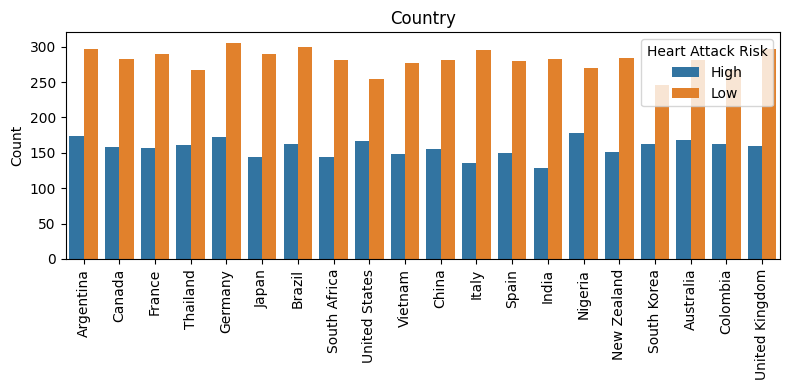 Country
Heart Attack Risk
High
Low
Count
300
250
200
150
100
50
0
Argentina
Canada
France
Thailand
Germany
Japan
Brazil
South Africa
United States
Vietnam
China
Italy
Spain
India
Nigeria
New Zealand
South Korea
Australia
Colombia
United Kingdom